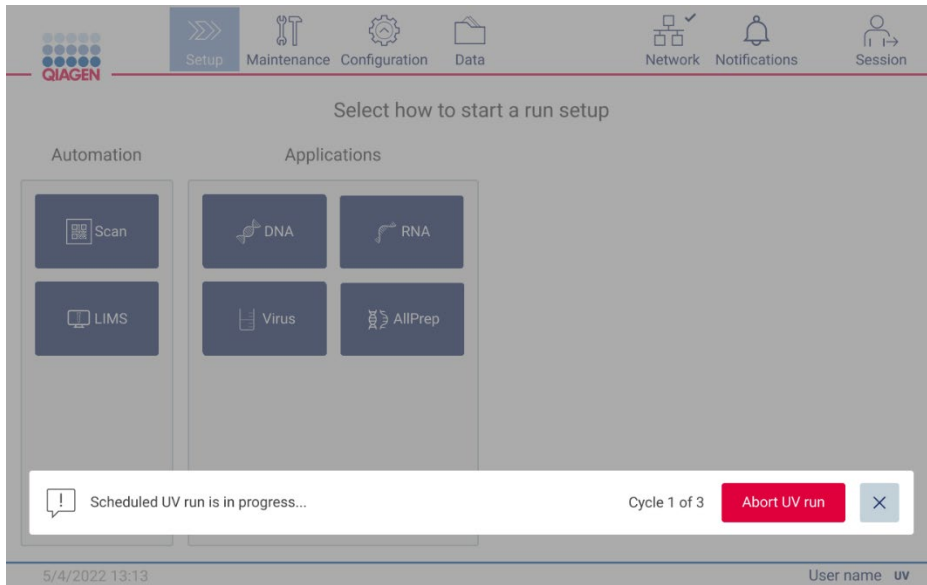 QIAGEN
Setup
Maintenance
Configuration
Data
Network
Notifications
Session
Select how to start a run setup
Automation
Applications
Scan
DNA
RNA
LIMS
Virus
AllPrep
Scheduled UV run is in progress...
Cycle 1 of 3
Abort UV run
5/4/2022 13:13
User name UV